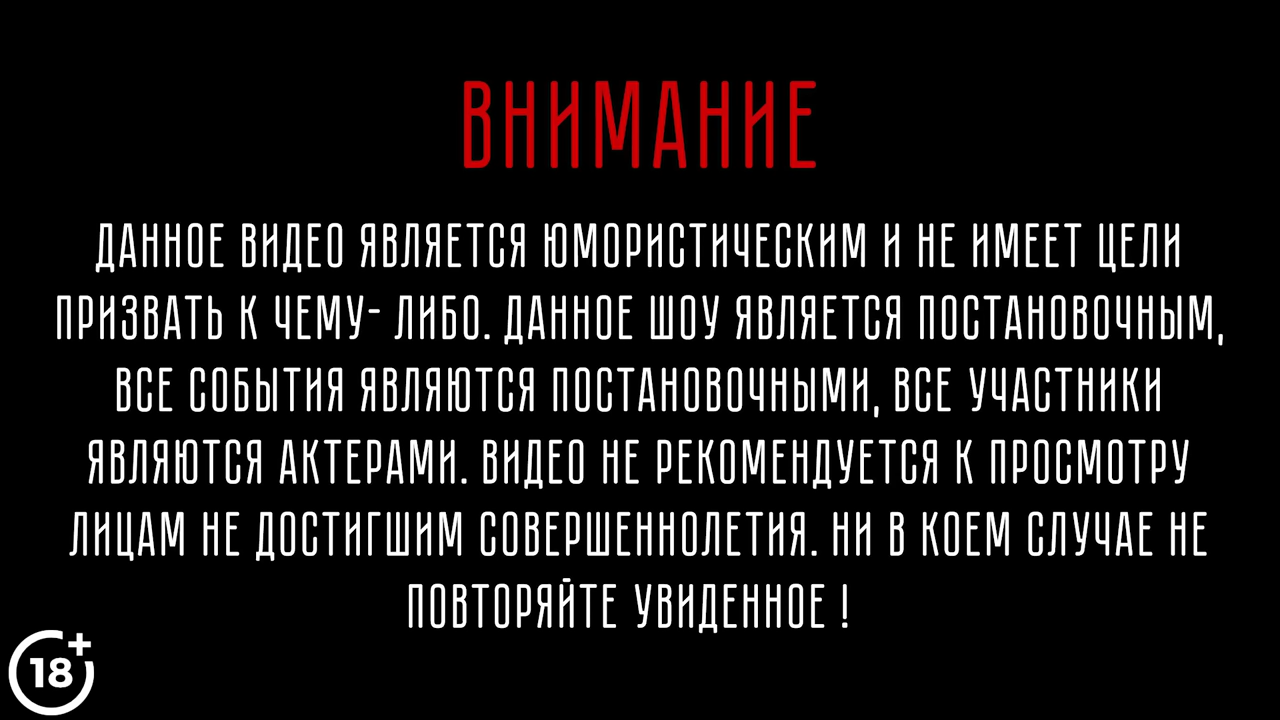 ВНИМАНИЕ
ДАННОЕ ВИДЕО ЯВЛЯЕТСЯ ЮМОРИСТИЧЕСКИМ И НЕ ИМЕЕТ ЦЕЛИ
ПРИЗВАТЬ К ЧЕМУ- ЛИБО. ДАННОЕ ШОУ ЯВЛЯЕТСЯ ПОСТАНОВОЧНЫМ,
ВСЕ СОБЫТИЯ ЯВЛЯЮТСЯ ПОСТАНОВОЧНЫМИ, ВСЕ УЧАСТНИКИ
ЯВЛЯЮТСЯ АКТЕРАМИ. ВИДЕО НЕ РЕКОМЕНДУЕТСЯ К ПРОСМОТРУ
ЛИЦАМ НЕ ДОСТИГШИМ СОВЕРШЕННОЛЕТИЯ. НИ В КОЕМ СЛУЧАЕ НЕ
ПОВТОРЯЙТЕ УВИДЕННОЕ !
18+